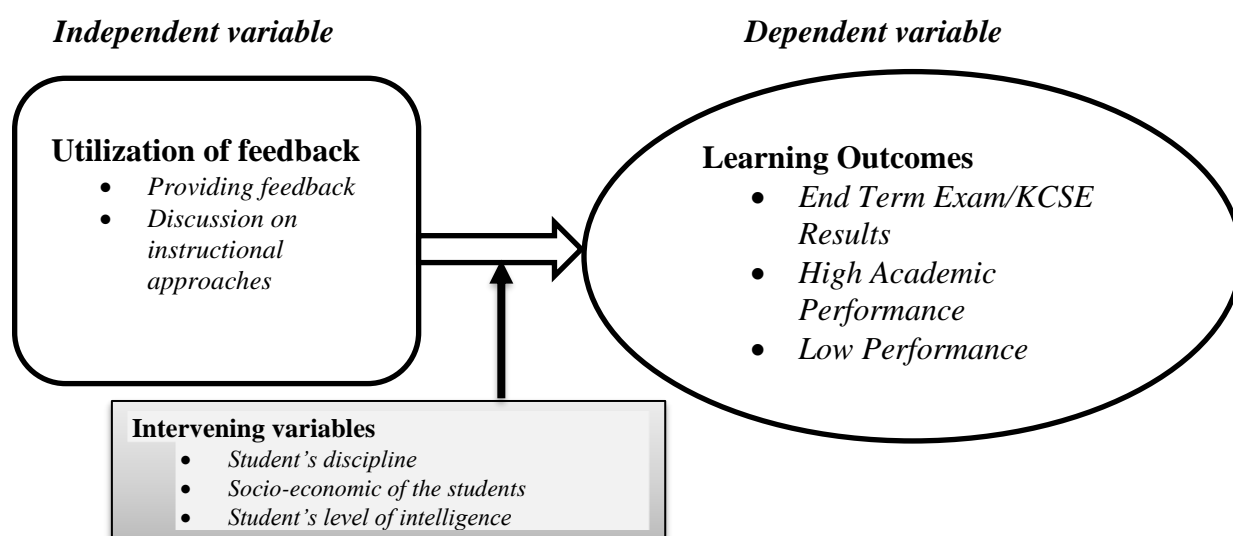 Independent variable
Dependent variable
Utilization of feedback
• Providing feedback
• Discussion on
instructional
approaches
Learning Outcomes
• End Term Exam/KCSE
Results
• High Academic
Performance
• Low Performance
Intervening variables
• Student’s discipline
• Socio-economic of the students
• Student’s level of intelligence